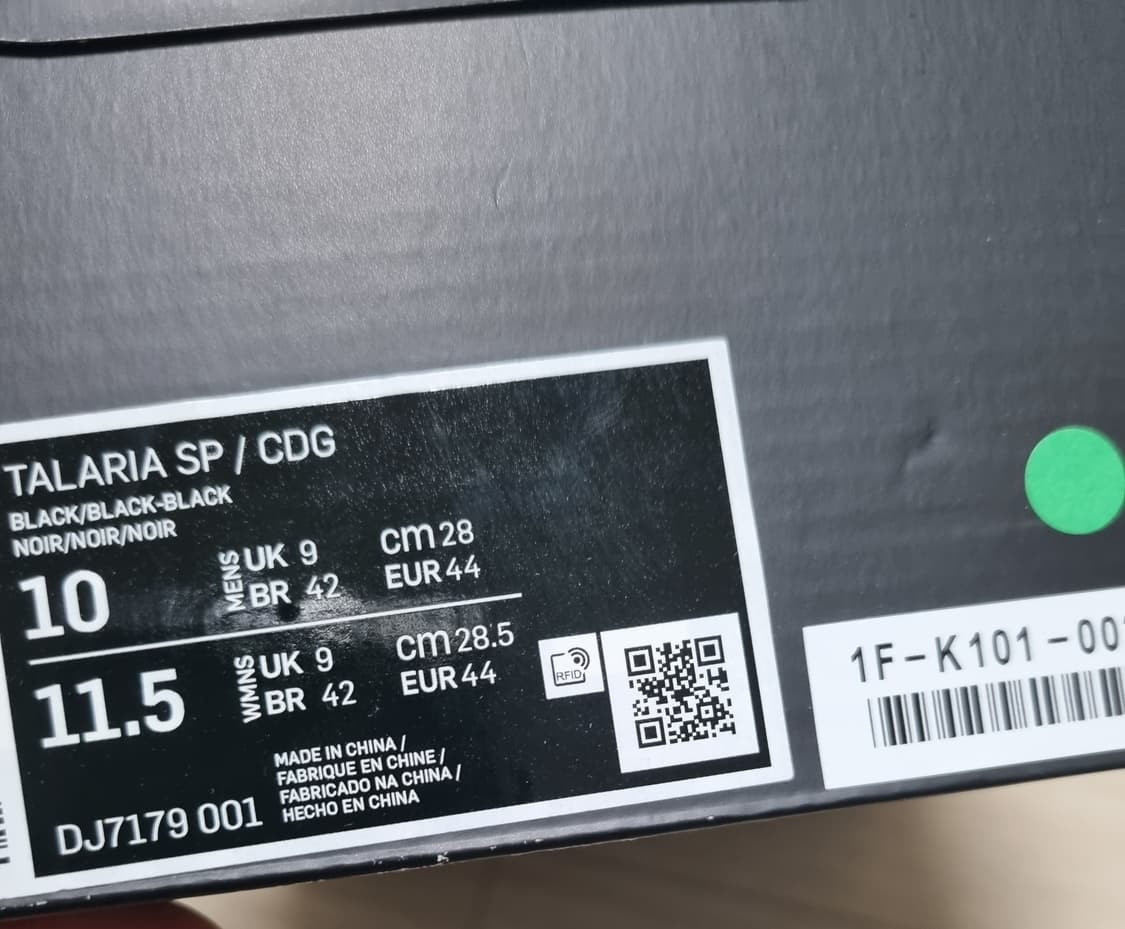 TALARIA SP / CDG
BLACK/BLACK-BLACK
NOIR/NOIR/NOIR
10
MENS
UK 9
BR 42
cm 28
EUR 44
11.5
WMNS
UK 9
BR 42
cm 28.5
EUR 44
RFID
MADE IN CHINA /
FABRIQUE EN CHINE /
FABRICADO NA CHINA /
HECHO EN CHINA
DJ7179 001
1F-K101-00